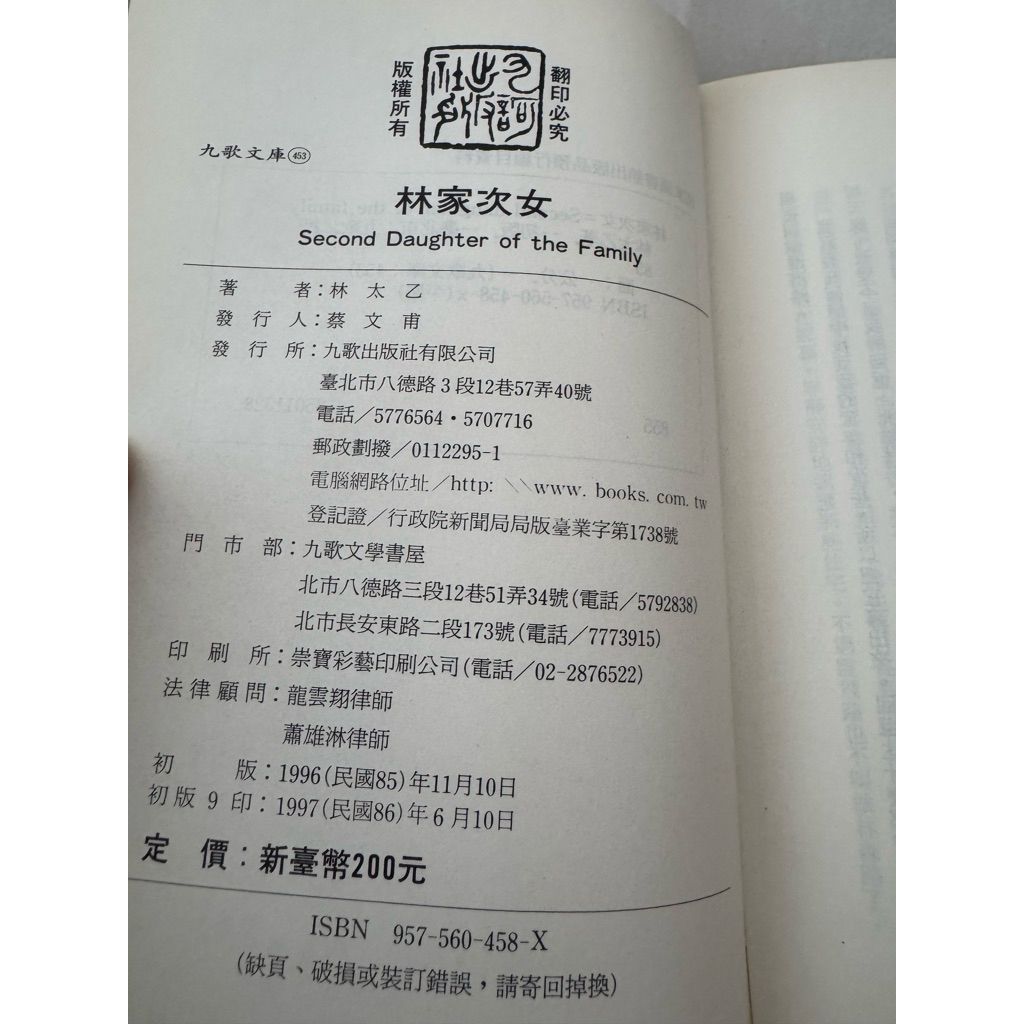 版權所有
九歌出版社
翻印必究
九歌文庫453
林家次女
Second Daughter of the Family
著 者：林 太 乙
發 行 人：蔡 文 甫
發 行 所：九歌出版社有限公司
臺北市八德路3段12巷57弄40號
電話／5776564・5707716
郵政劃撥／0112295-1
電腦網路位址／http: \\www. books. com. tw
登記證／行政院新聞局局版臺業字第1738號
門 市 部：九歌文學書屋
北市八德路三段12巷51弄34號(電話／5792838)
北市長安東路二段173號(電話／7773915)
印 刷 所：崇寶彩藝印刷公司(電話／02-2876522)
法律顧問：龍雲翔律師
蕭雄淋律師
初 版：1996(民國85)年11月10日
初版 9 印：1997(民國86)年 6 月10日
定 價：新臺幣200元
ISBN 957-560-458-X
(缺頁、破損或裝訂錯誤，請寄回掉換)